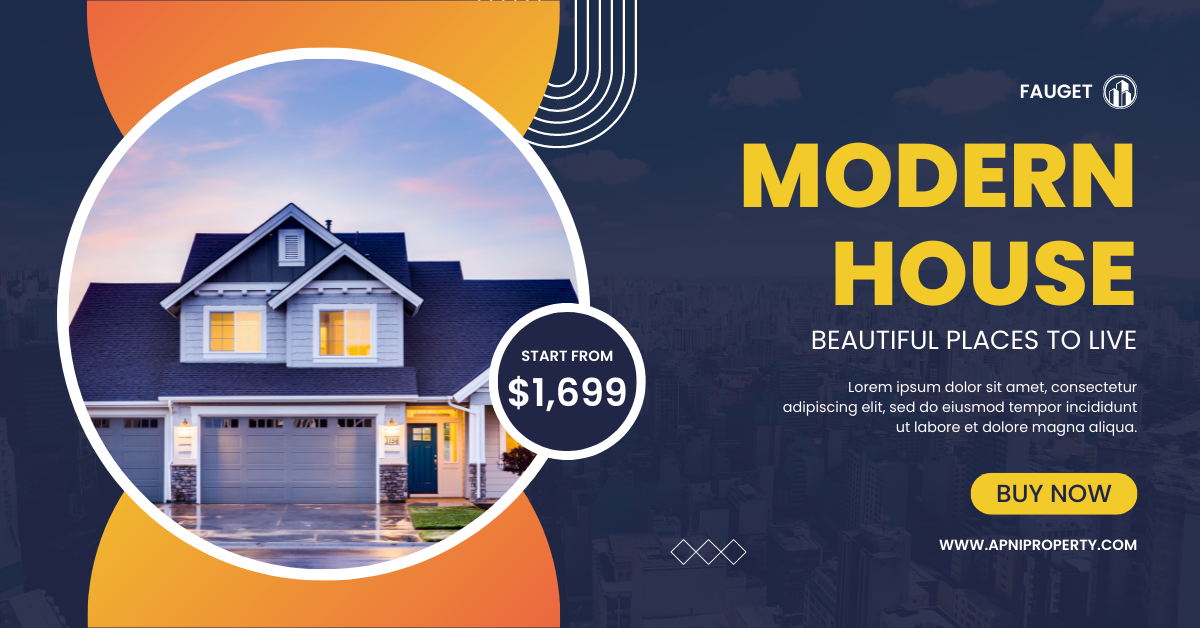 FAUGET
MODERN
HOUSE
BEAUTIFUL PLACES TO LIVE
Lorem ipsum dolor sit amet, consectetur
adipiscing elit, sed do eiusmod tempor incididunt
ut labore et dolore magna aliqua.
BUY NOW
WWW.APNIPROPERTY.COM
START FROM
$1,699